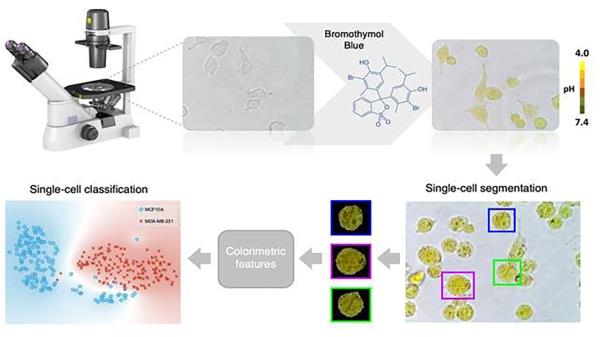 Bromothymol
Blue
HO
OH
Br
Br
O
S
O
O
4.0
pH
7.4
Single-cell segmentation
Single-cell classification
MCF10A
MDA-MB-231
Colorimetric
features